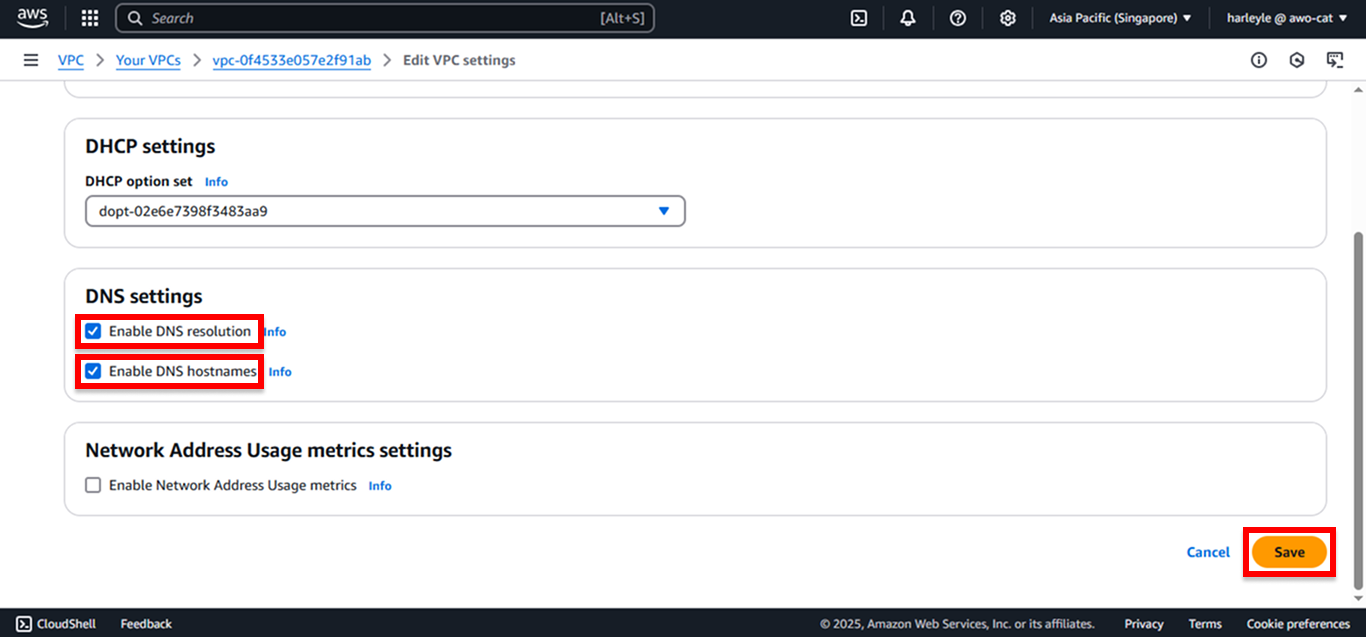 aws
Search [Alt+S] Asia Pacific (Singapore) harleyle @ awo-cat
VPC Your VPCs vpc-0f4533e057e2f91ab Edit VPC settings
DHCP settings
DHCP option set Info
dopt-02e6e7398f3483aa9
DNS settings
Enable DNS resolution Info
Enable DNS hostnames Info
Network Address Usage metrics settings
Enable Network Address Usage metrics Info
Cancel Save
CloudShell Feedback © 2025, Amazon Web Services, Inc. or its affiliates. Privacy Terms Cookie preferences